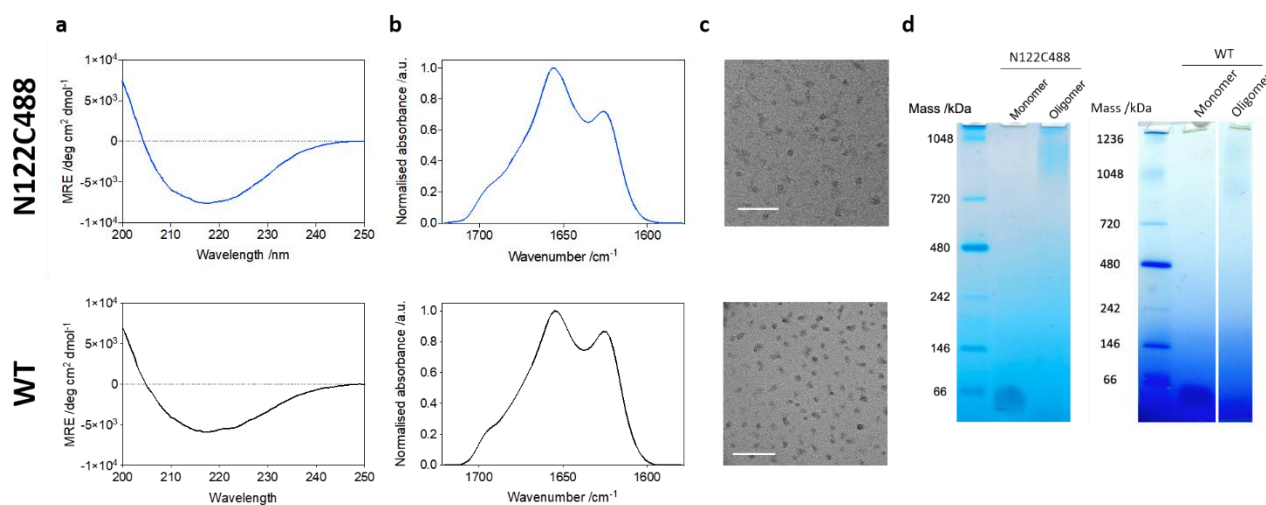 a
b
c
d
N122C488
1×10⁴
5×10³
0
-5×10³
-1×10⁴
MRE /deg cm² dmol⁻¹
200 210 220 230 240 250
Wavelength /nm
1.0
0.8
0.6
0.4
0.2
0.0
Normalised absorbance /a.u.
1700 1650 1600
Wavenumber /cm⁻¹
WT
1×10⁴
5×10³
0
-5×10³
-1×10⁴
MRE /deg cm² dmol⁻¹
200 210 220 230 240 250
Wavelength
1.0
0.8
0.6
0.4
0.2
0.0
Normalised absorbance /a.u.
1700 1650 1600
Wavenumber /cm⁻¹
N122C488
Mass /kDa
Monomer
Oligomer
1048
720
480
242
146
66
WT
Mass /kDa
Monomer
Oligomer
1236
1048
720
480
242
146
66